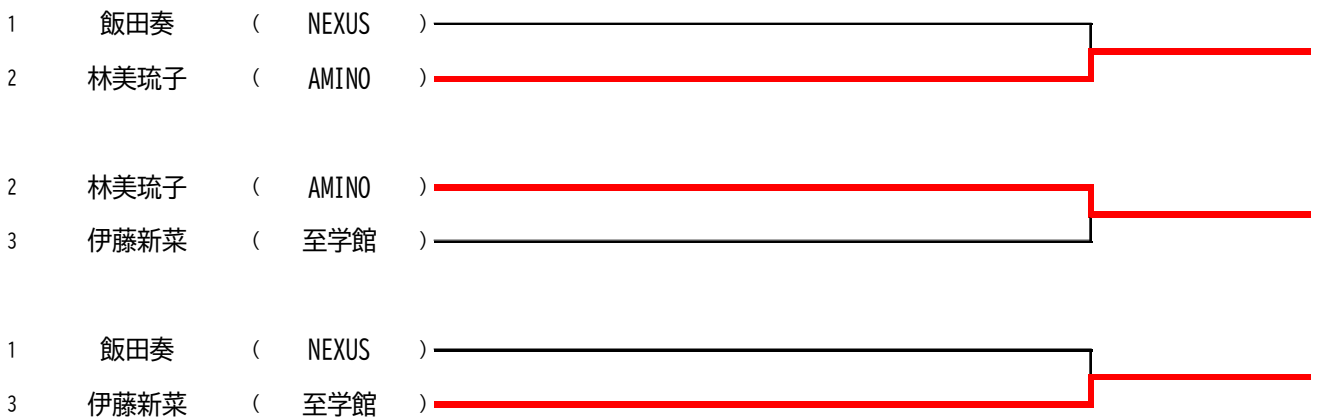 1 飯田奏 ( NEXUS )
2 林美琉子 ( AMINO )
2 林美琉子 ( AMINO )
3 伊藤新菜 ( 至学館 )
1 飯田奏 ( NEXUS )
3 伊藤新菜 ( 至学館 )